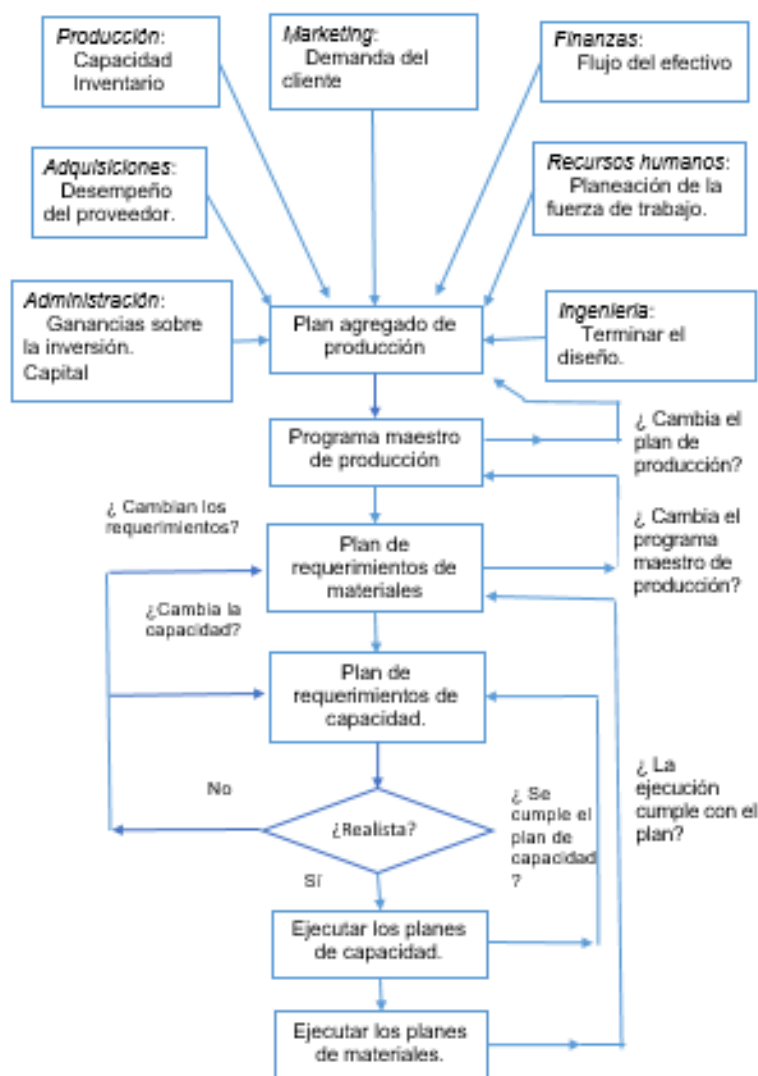 Producción:
Capacidad
Inventario
Marketing:
Demanda del
cliente
Finanzas:
Flujo del efectivo
Adquisiciones:
Desempeño
del proveedor.
Recursos humanos:
Planeación de la
fuerza de trabajo.
Administración:
Ganancias sobre
la inversión.
Capital
Plan agregado de
producción
Ingeniería:
Terminar el
diseño.
Programa maestro
de producción
¿ Cambia el
plan de
producción?
¿ Cambian los
requerimientos?
Plan de
requerimientos de
materiales
¿ Cambia el
programa
maestro de
producción?
¿Cambia la
capacidad?
Plan de
requerimientos de
capacidad.
No
¿Realista?
¿ Se
cumple el
plan de
capacidad
?
¿ La
ejecución
cumple con el
plan?
Sí
Ejecutar los planes
de capacidad.
Ejecutar los planes
de materiales.